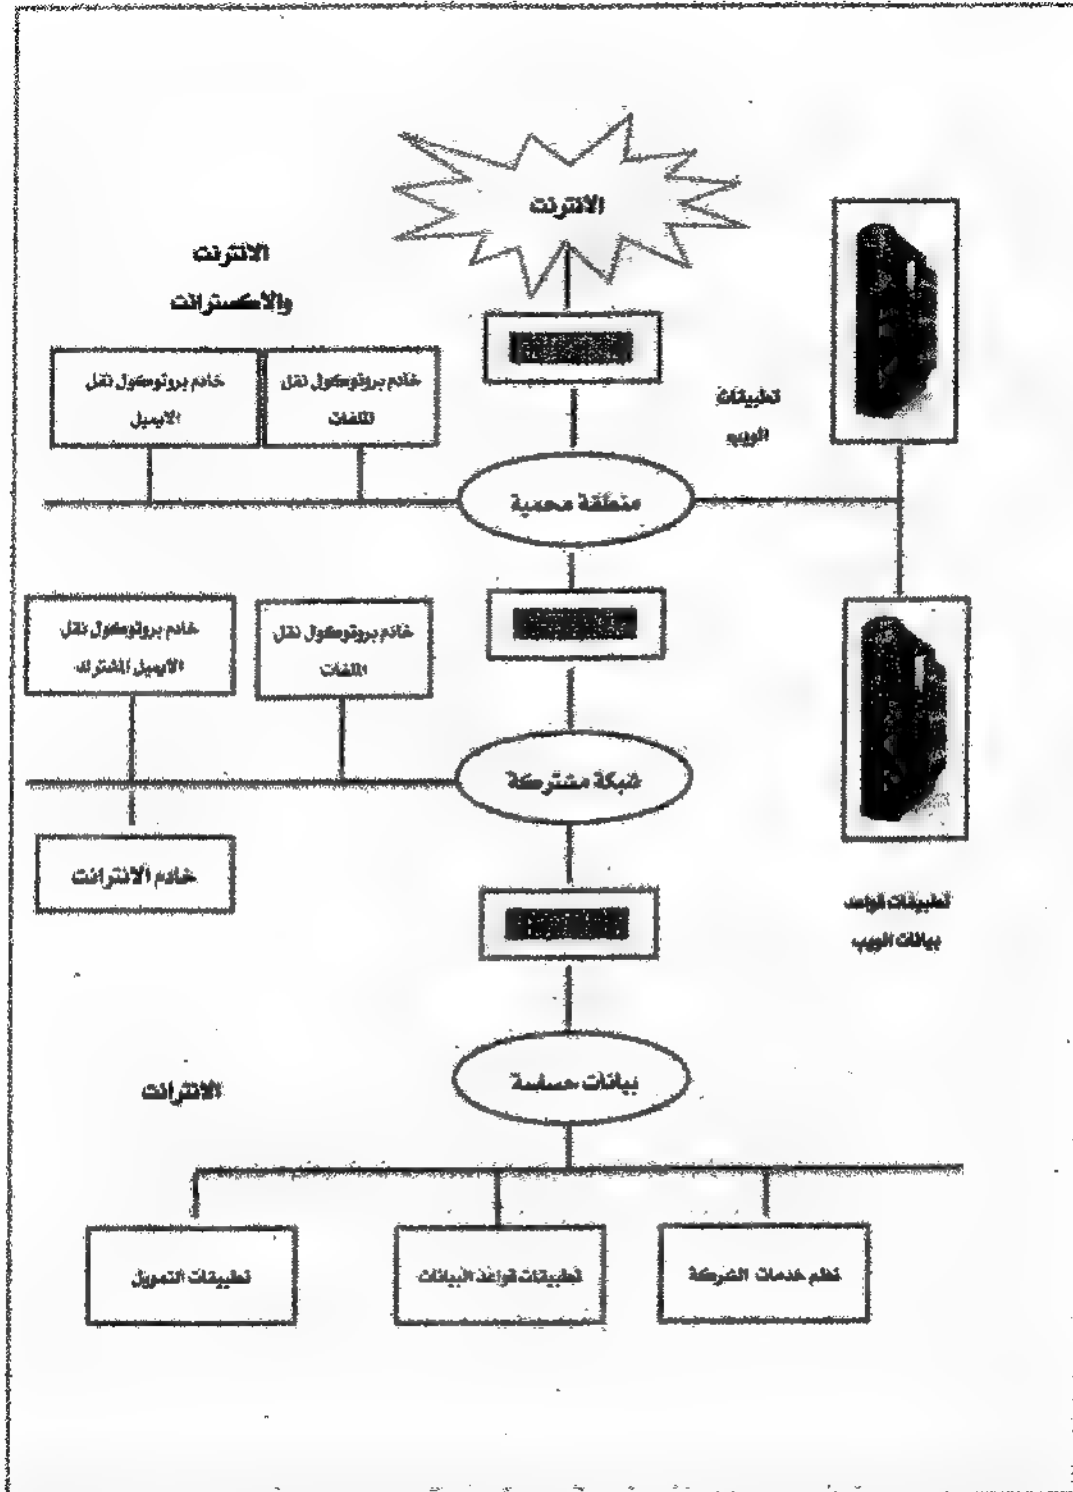 الانترنت
الانترنت
والاكسترانت
خادم بروتوكول نقل
الملفات
خادم بروتوكول نقل
الايميل
تطبيقات
الويب
منطقة محمية
خادم بروتوكول نقل
الملفات
خادم بروتوكول نقل
الايميل المشترك
شبكة مشتركة
خادم الانترانت
تطبيقات قواعد
بيانات الويب
بيانات حساسة
الانترانت
نظم خدمات الشركة
تطبيقات قواعد البيانات
تطبيقات التمويل